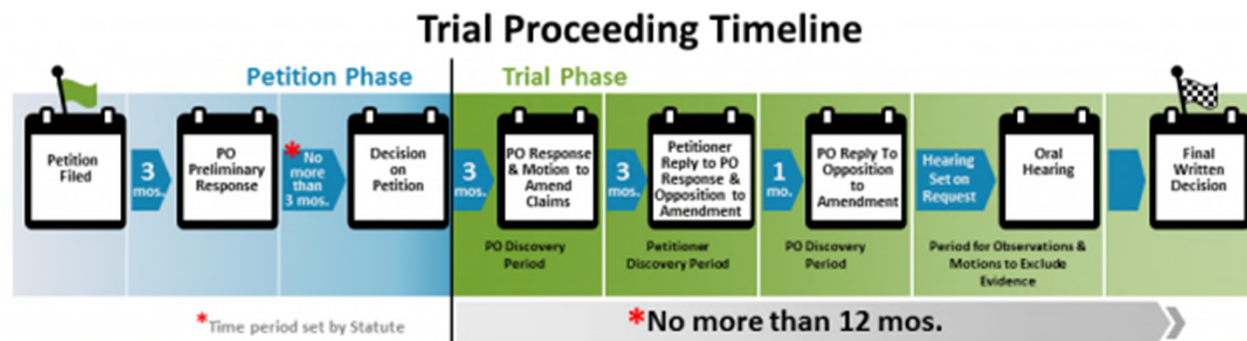 Trial Proceeding Timeline
Petition Phase
Trial Phase
Petition
Filed
3
mos.
PO
Preliminary
Response
*No
more
than
3 mos.
Decision
on
Petition
3
mos.
PO Response
& Motion to
Amend
Claims
3
mos.
Petitioner
Reply to PO
Response &
Opposition to
Amendment
1
mo.
PO Reply To
Opposition
to
Amendment
Hearing
Set on
Request
Oral
Hearing
Final
Written
Decision
PO Discovery
Period
Petitioner
Discovery Period
PO Discovery
Period
Period for Observations &
Motions to Exclude
Evidence
*Time period set by Statute
*No more than 12 mos.